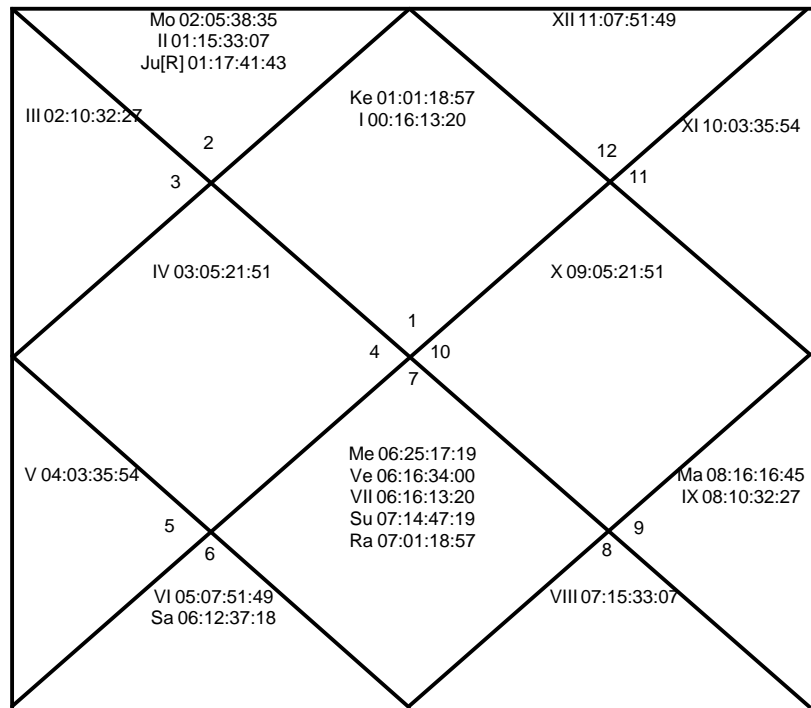 Mo 02:05:38:35
II 01:15:33:07
Ju[R] 01:17:41:43
XII 11:07:51:49
Ke 01:01:18:57
I 00:16:13:20
III 02:10:32:27
XI 10:03:35:54
2
12
3
11
IV 03:05:21:51
X 09:05:21:51
1
4
10
7
Me 06:25:17:19
Ve 06:16:34:00
VII 06:16:13:20
Su 07:14:47:19
Ra 07:01:18:57
V 04:03:35:54
Ma 08:16:16:45
IX 08:10:32:27
5
9
6
8
VI 05:07:51:49
Sa 06:12:37:18
VIII 07:15:33:07